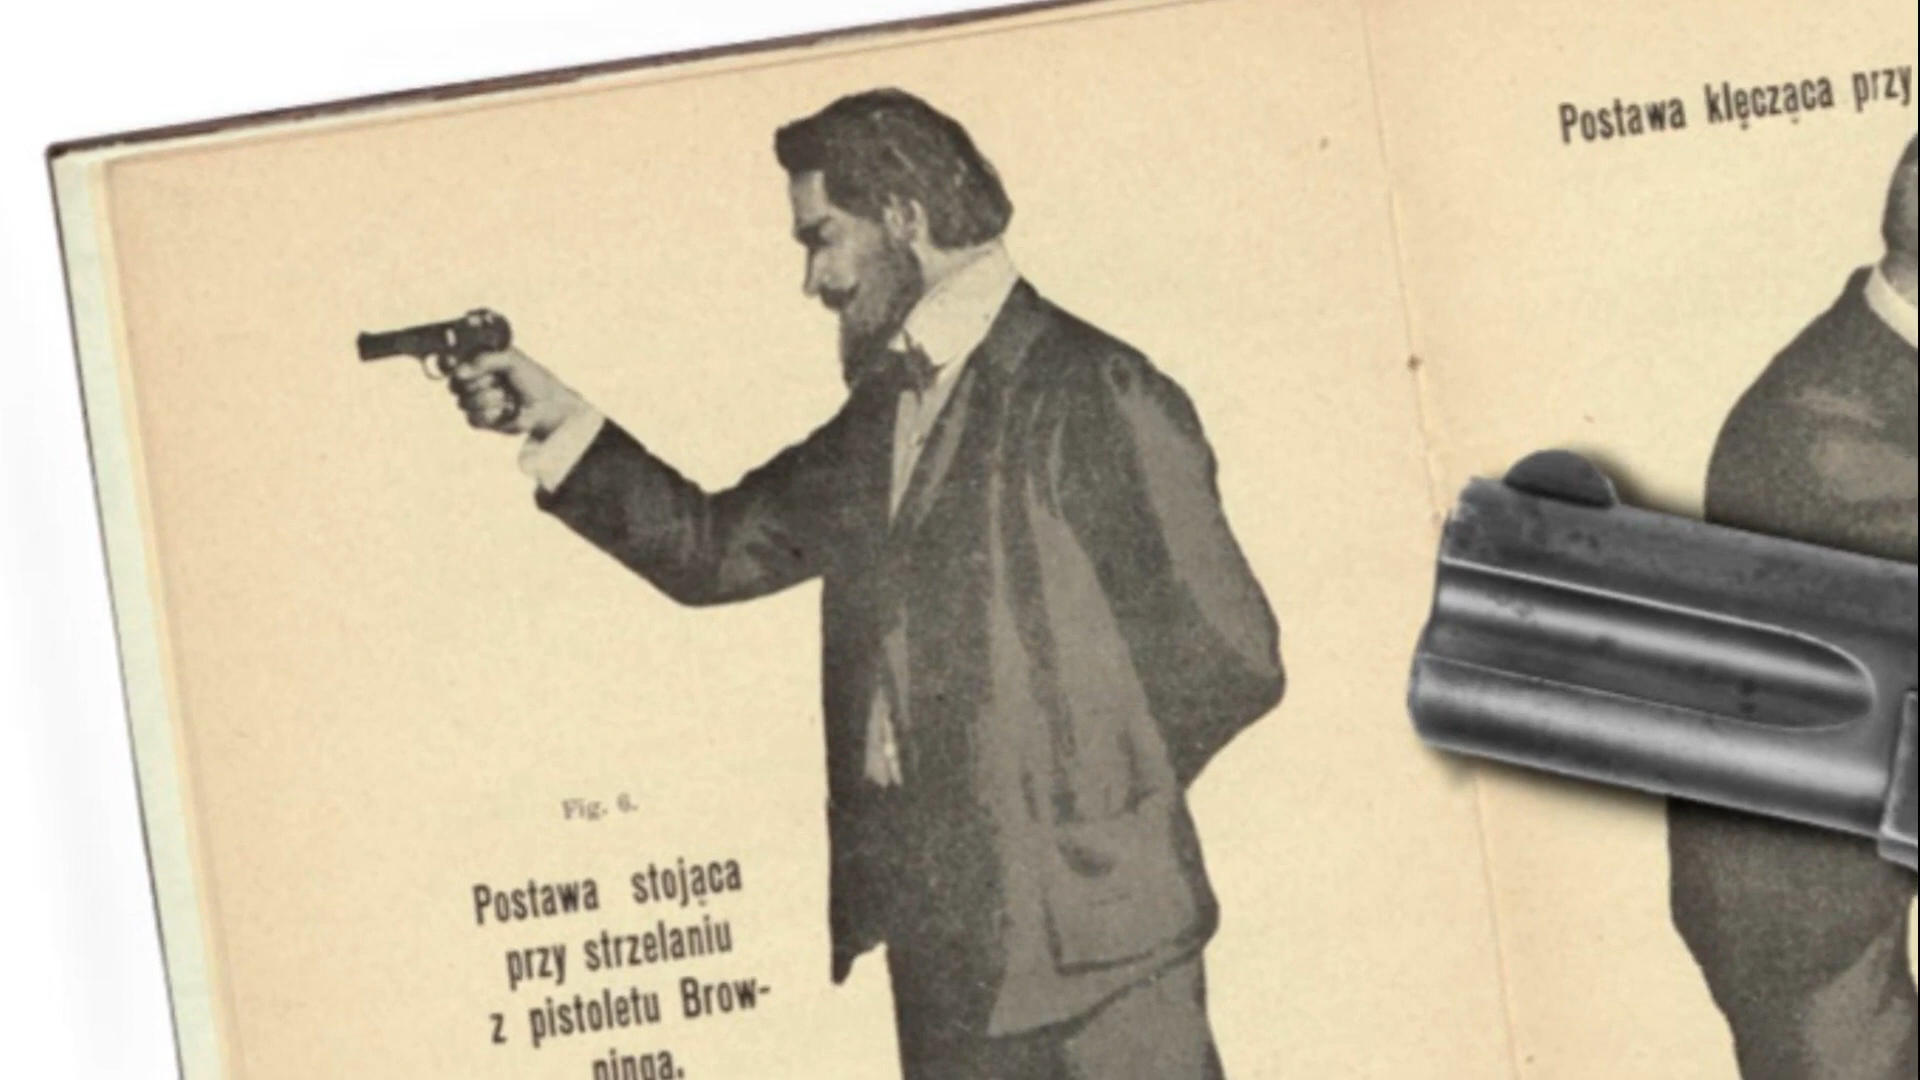 Postawa klęcząca przy
Fig. 6.
Postawa stojąca
przy strzelaniu
z pistoletu Brow-
ninga.